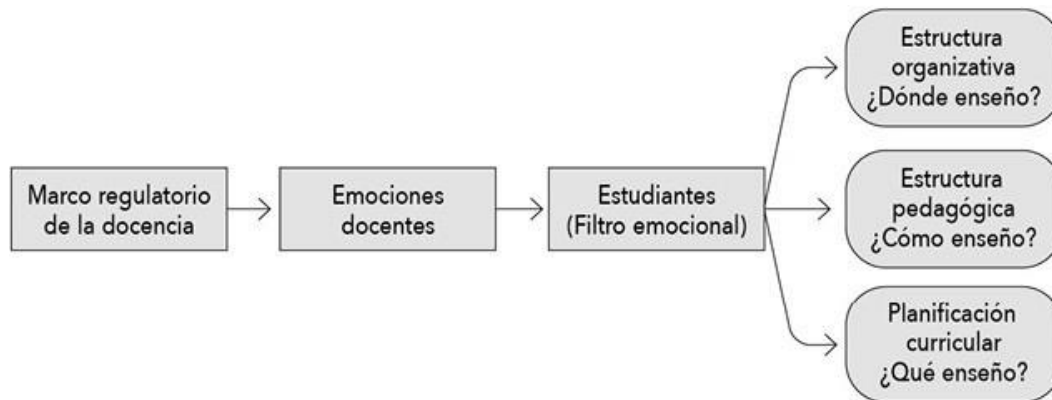 Marco regulatorio
de la docencia
Emociones
docentes
Estudiantes
(Filtro emocional)
Estructura
organizativa
¿Dónde enseño?
Estructura
pedagógica
¿Cómo enseño?
Planificación
curricular
¿Qué enseño?